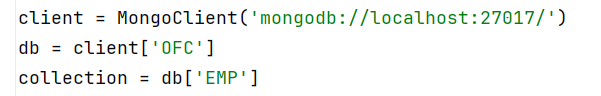 client = MongoClient('mongodb://localhost:27017/')
db = client['OFC']
collection = db['EMP']